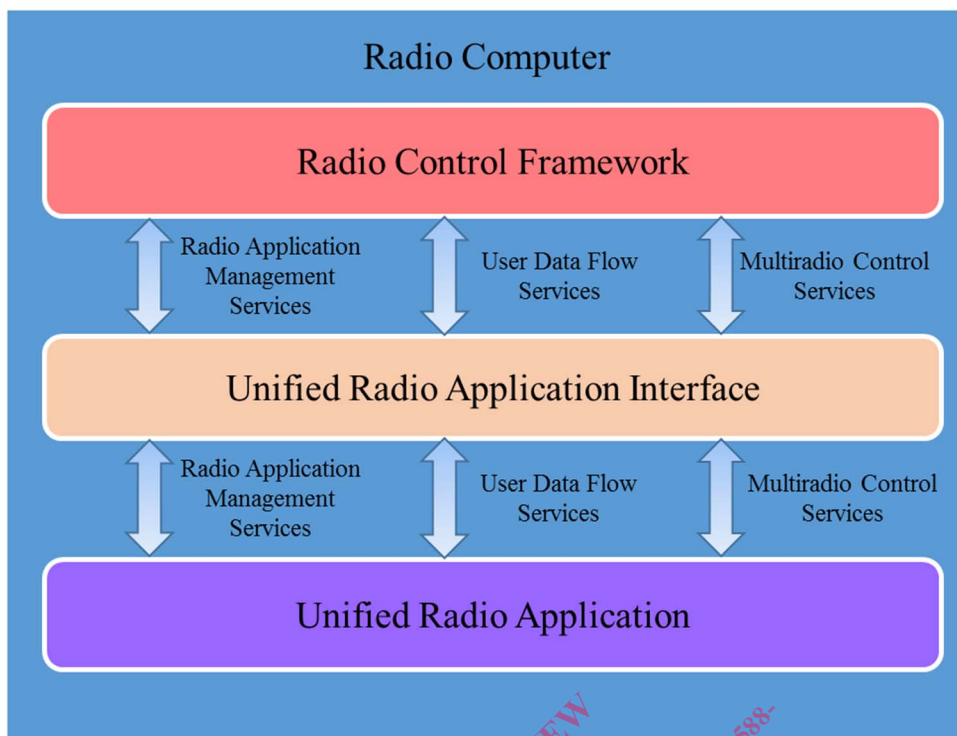 Radio Computer
Radio Control Framework
Radio Application
Management
Services
User Data Flow
Services
Multiradio Control
Services
Unified Radio Application Interface
Radio Application
Management
Services
User Data Flow
Services
Multiradio Control
Services
Unified Radio Application